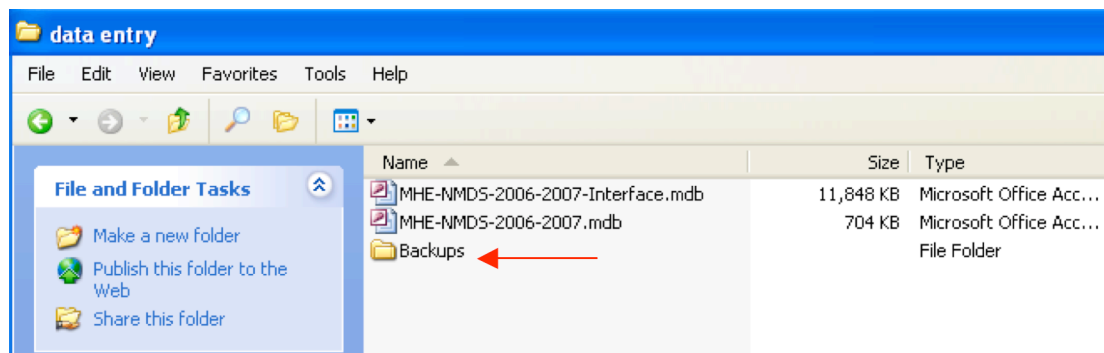 data entry
File Edit View Favorites Tools Help
Name Size Type
File and Folder Tasks
MHE-NMDS-2006-2007-Interface.mdb 11,848 KB Microsoft Office Acc...
MHE-NMDS-2006-2007.mdb 704 KB Microsoft Office Acc...
Backups File Folder
Make a new folder
Publish this folder to the
Web
Share this folder